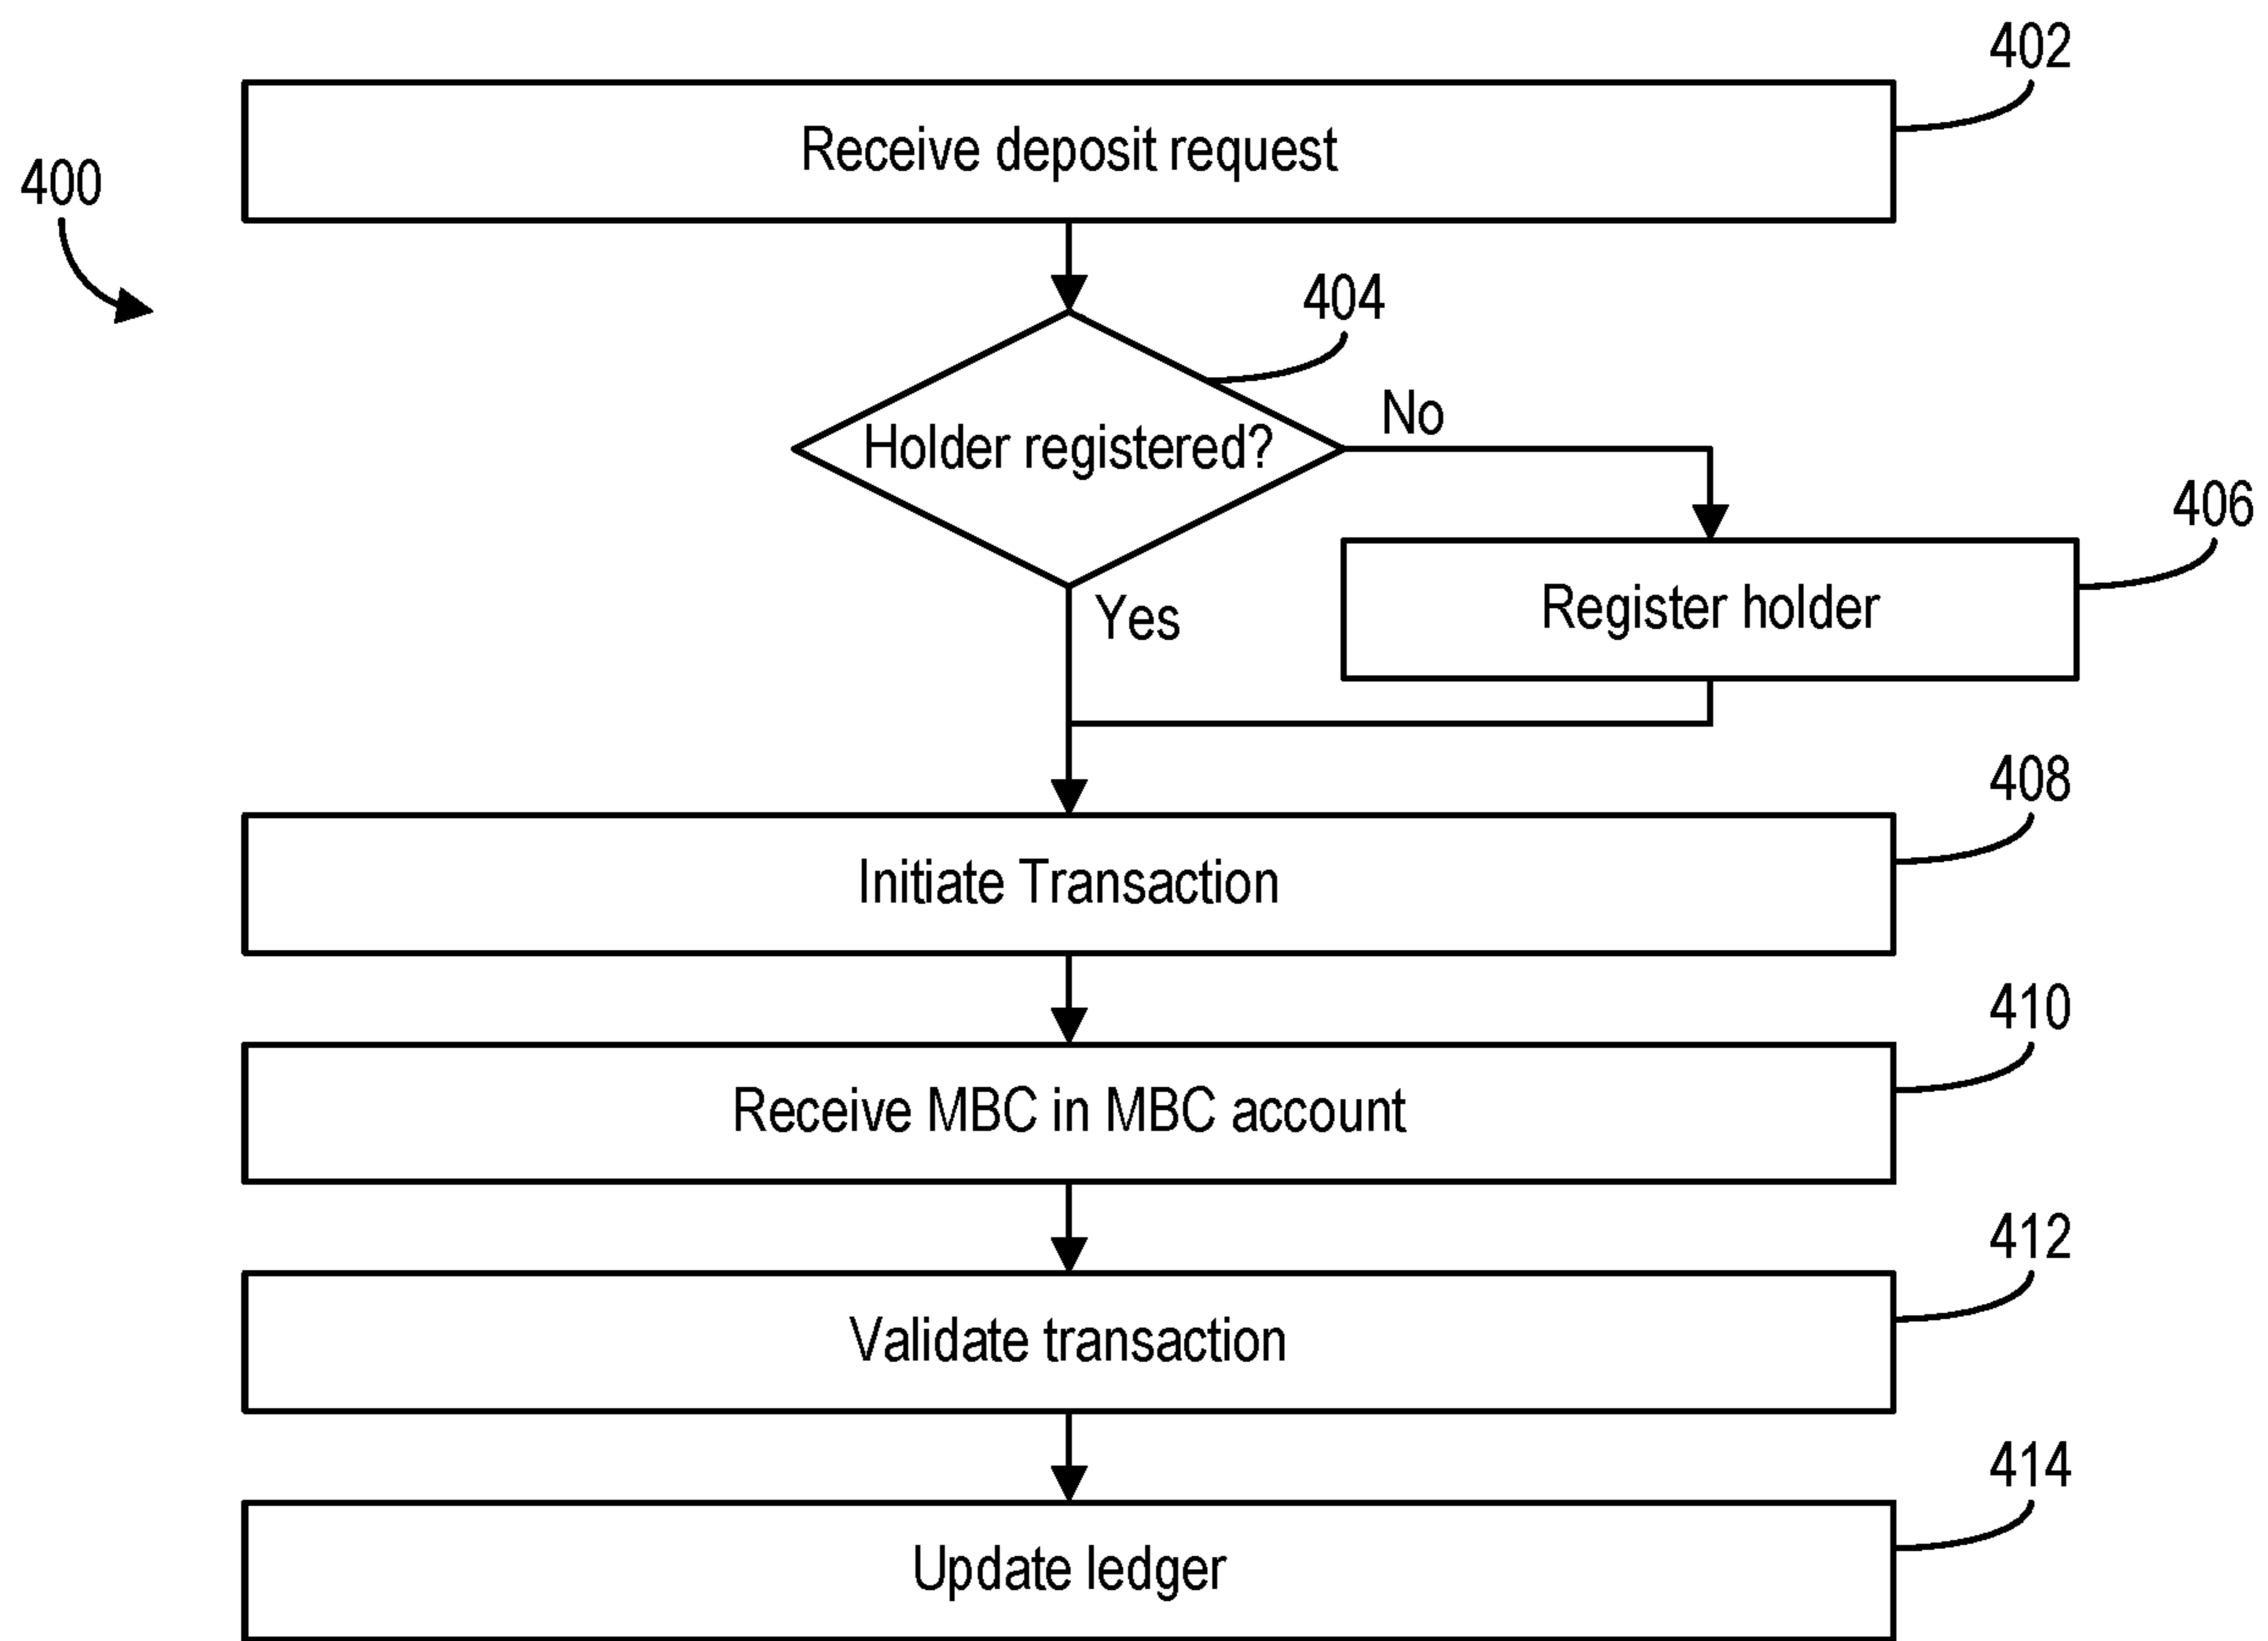 402
Receive deposit request
400
404
No
Holder registered?
406
Register holder
Yes
408
Initiate Transaction
410
Receive MBC in MBC account
412
Validate transaction
414
Update ledger